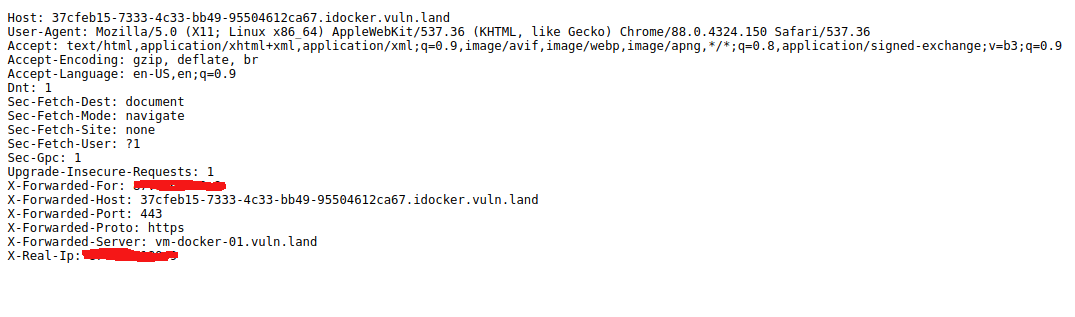 Host: 37cfeb15-7333-4c33-bb49-95504612ca67.idocker.vuln.land
User-Agent: Mozilla/5.0 (X11; Linux x86_64) AppleWebKit/537.36 (KHTML, like Gecko) Chrome/88.0.4324.150 Safari/537.36
Accept: text/html,application/xhtml+xml,application/xml;q=0.9,image/avif,image/webp,image/apng,*/*;q=0.8,application/signed-exchange;v=b3;q=0.9
Accept-Encoding: gzip, deflate, br
Accept-Language: en-US,en;q=0.9
Dnt: 1
Sec-Fetch-Dest: document
Sec-Fetch-Mode: navigate
Sec-Fetch-Site: none
Sec-Fetch-User: ?1
Sec-Gpc: 1
Upgrade-Insecure-Requests: 1
X-Forwarded-For:
X-Forwarded-Host: 37cfeb15-7333-4c33-bb49-95504612ca67.idocker.vuln.land
X-Forwarded-Port: 443
X-Forwarded-Proto: https
X-Forwarded-Server: vm-docker-01.vuln.land
X-Real-Ip: